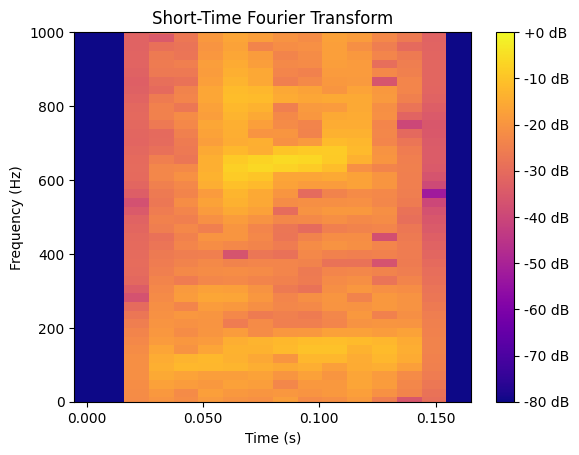 Short-Time Fourier Transform
Frequency (Hz)
1000
800
600
400
200
0
0.000
0.050
0.100
0.150
Time (s)
+0 dB
-10 dB
-20 dB
-30 dB
-40 dB
-50 dB
-60 dB
-70 dB
-80 dB